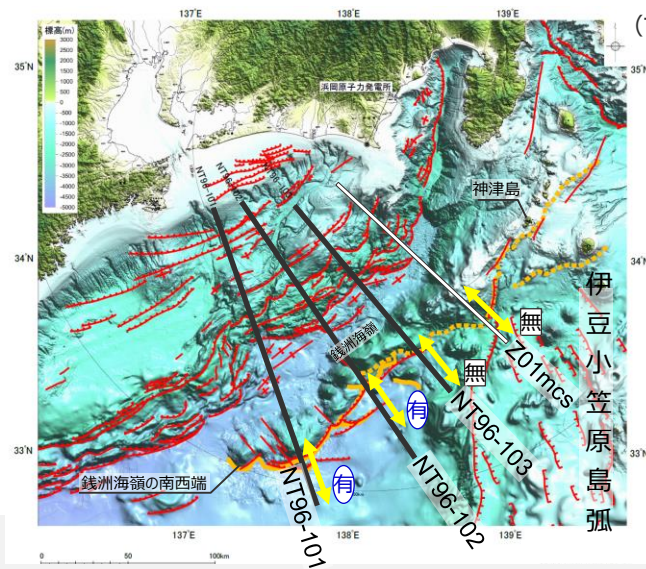 137°E
138°E
139°E
(
標高(m)
3000
2500
2000
1500
1000
500
0
-500
-1000
-1500
-2000
-2500
-3000
-3500
-4000
-4500
-5000
35°N
35°N
浜岡原子力発電所
NT96-101
神津島
34°N
34°N
伊豆小笠原島弧
無
銭洲海嶺
Z01mcs
無
有
NT96-103
33°N
33°N
銭洲海嶺の南西端
有
NT96-102
NT96-101
137°E
138°E
139°E
0
50
100km